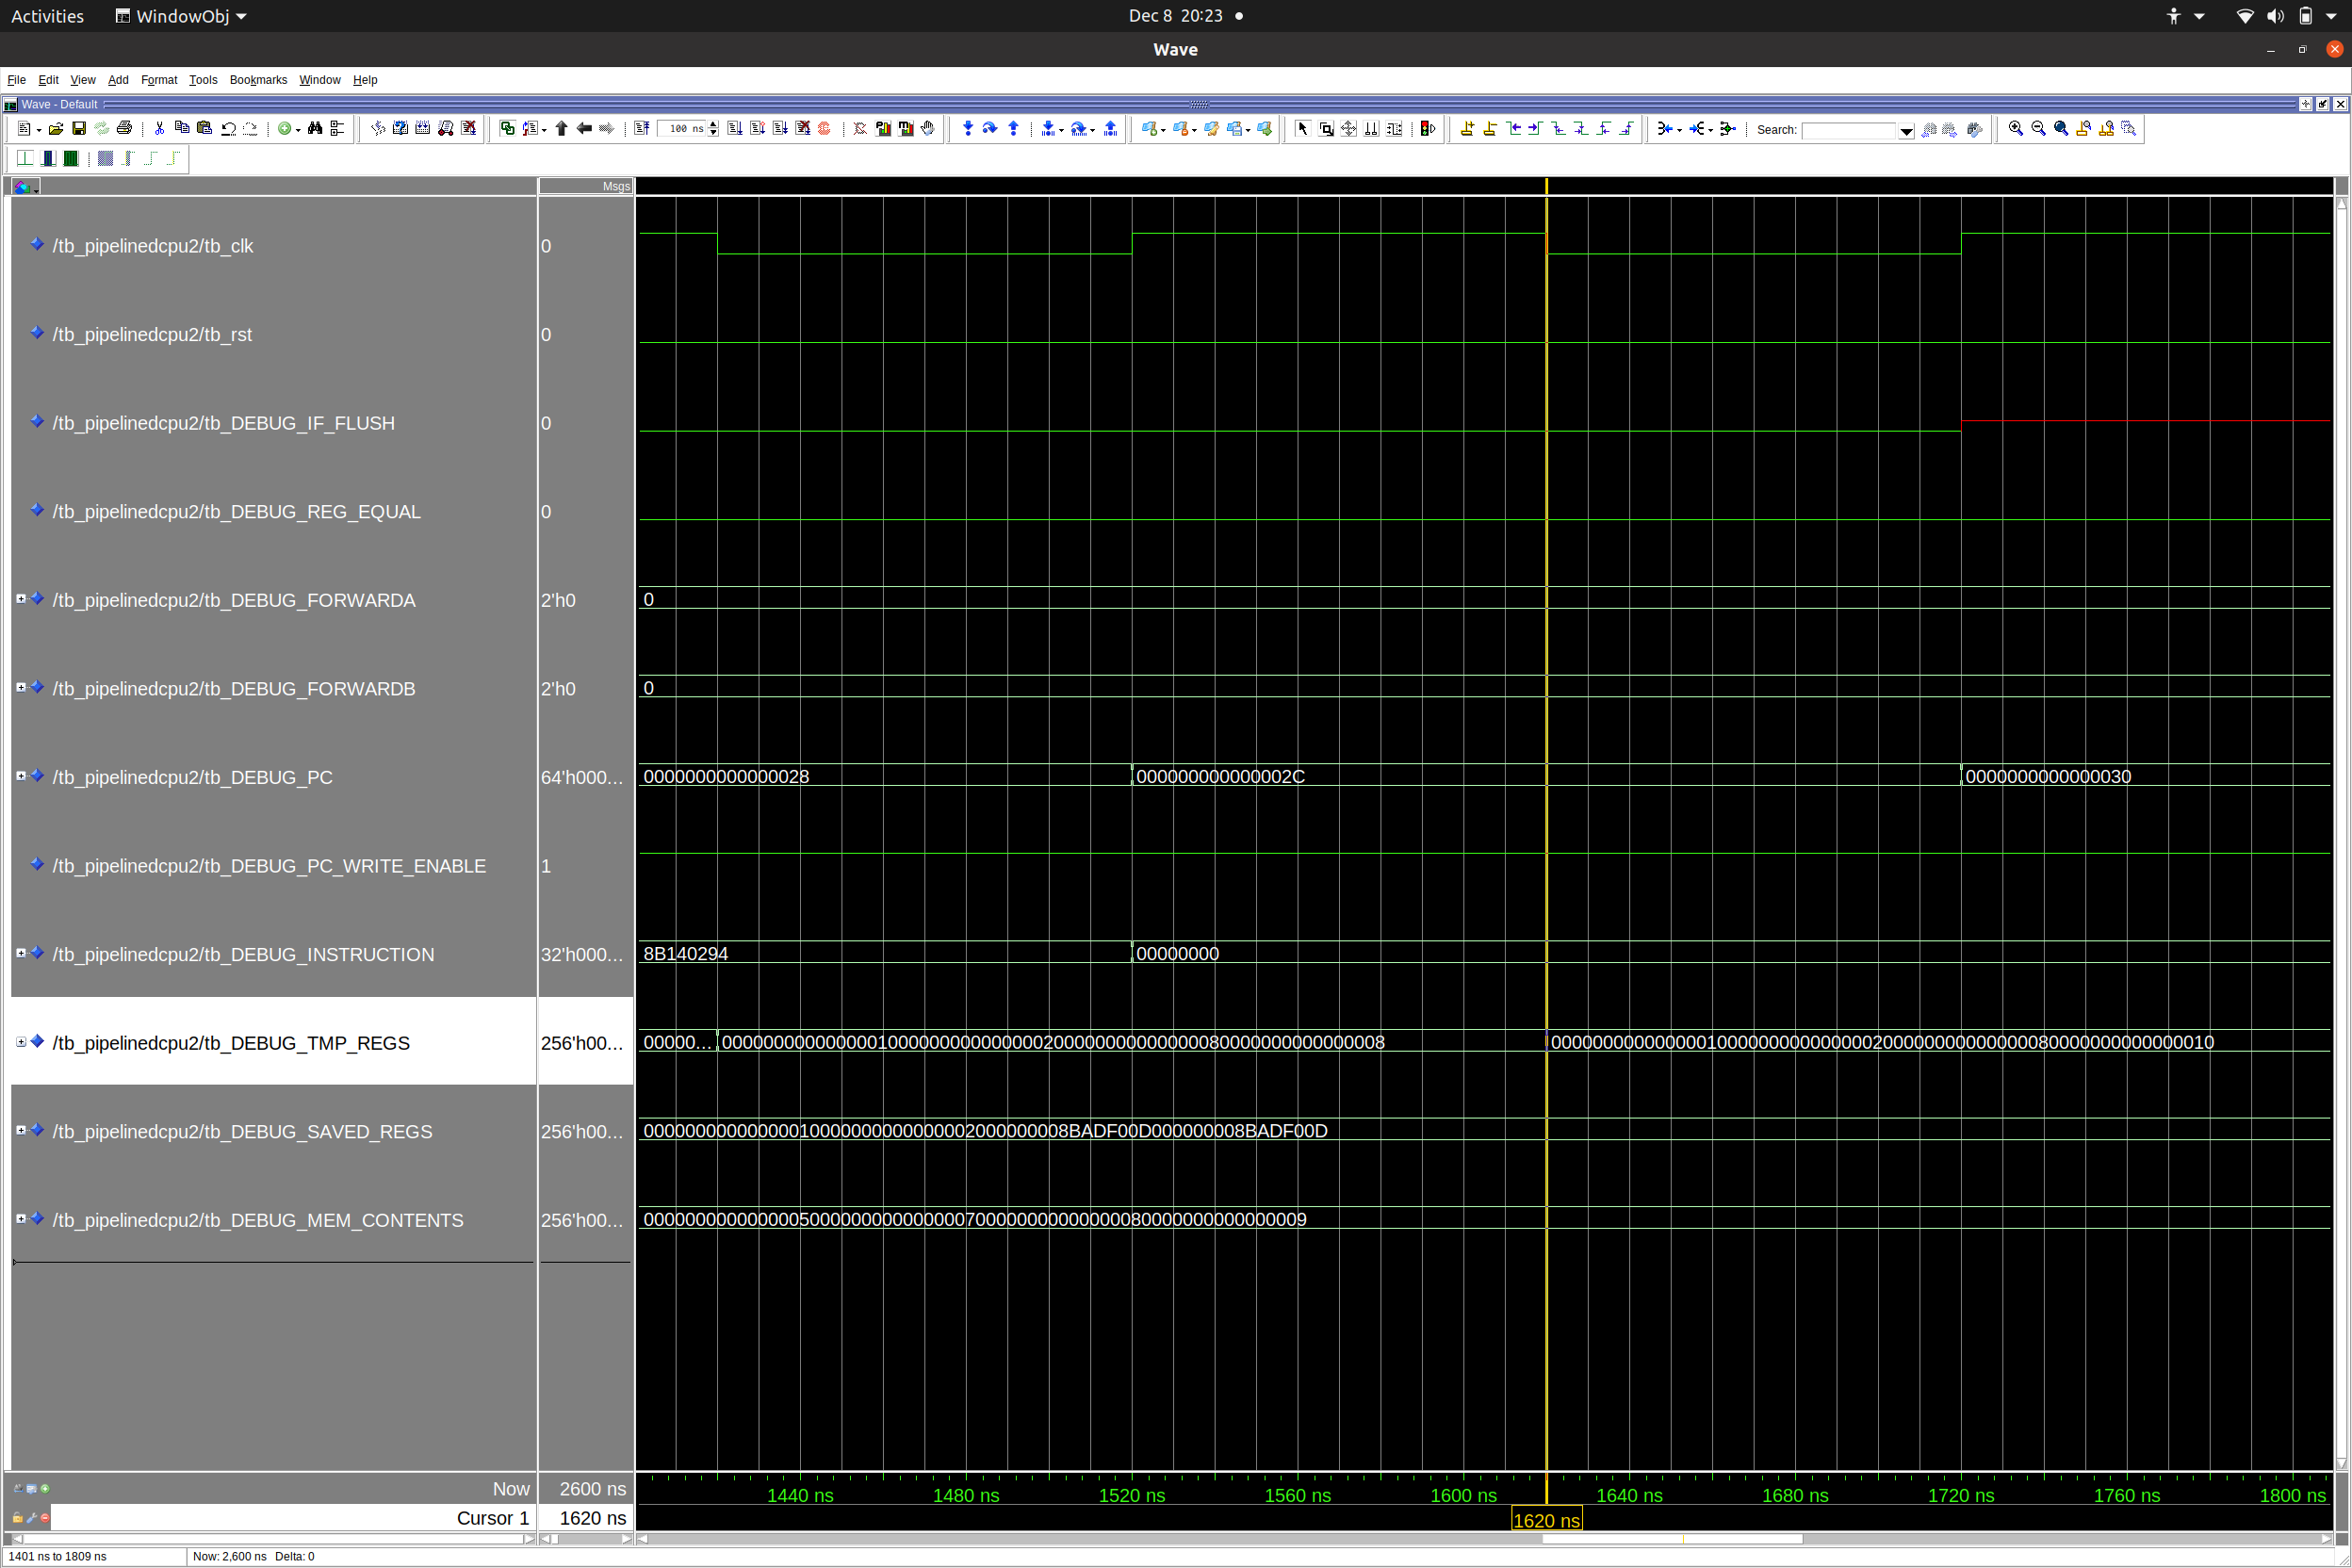 Activities WindowObj Dec 8 20:23
Wave
File Edit View Add Format Tools Bookmarks Window Help
Wave - Default
100 ns Search:
Msgs
/tb_pipelinedcpu2/tb_clk 0
/tb_pipelinedcpu2/tb_rst 0
/tb_pipelinedcpu2/tb_DEBUG_IF_FLUSH 0
/tb_pipelinedcpu2/tb_DEBUG_REG_EQUAL 0
/tb_pipelinedcpu2/tb_DEBUG_FORWARDA 2'h0 0
/tb_pipelinedcpu2/tb_DEBUG_FORWARDB 2'h0 0
/tb_pipelinedcpu2/tb_DEBUG_PC 64'h000... 0000000000000028 000000000000002C 0000000000000030
/tb_pipelinedcpu2/tb_DEBUG_PC_WRITE_ENABLE 1
/tb_pipelinedcpu2/tb_DEBUG_INSTRUCTION 32'h000... 8B140294 00000000
/tb_pipelinedcpu2/tb_DEBUG_TMP_REGS 256'h00... 00000... 0000000000000001000000000000000200000000000000080000000000000008 0000000000000001000000000000000200000000000000080000000000000010
/tb_pipelinedcpu2/tb_DEBUG_SAVED_REGS 256'h00... 00000000000000010000000000000002000000008BADF00D000000008BADF00D
/tb_pipelinedcpu2/tb_DEBUG_MEM_CONTENTS 256'h00... 0000000000000005000000000000000700000000000000080000000000000009
Now 2600 ns 1440 ns 1480 ns 1520 ns 1560 ns 1600 ns 1640 ns 1680 ns 1720 ns 1760 ns 1800 ns
Cursor 1 1620 ns 1620 ns
1401 ns to 1809 ns Now: 2,600 ns Delta: 0